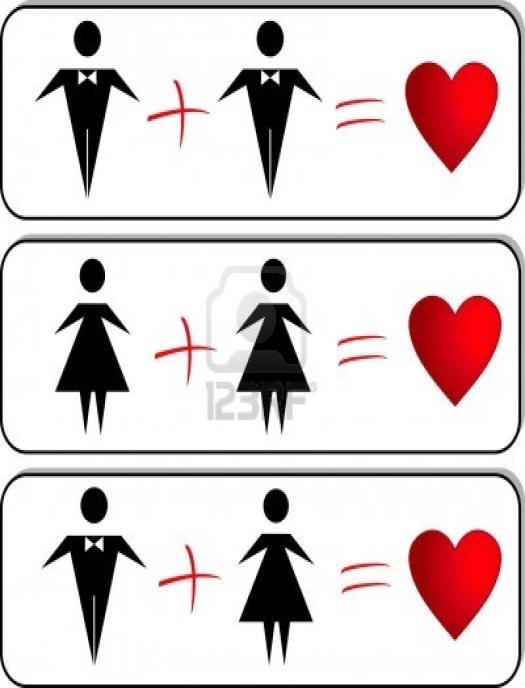 + =
+ =
123RF
+ =